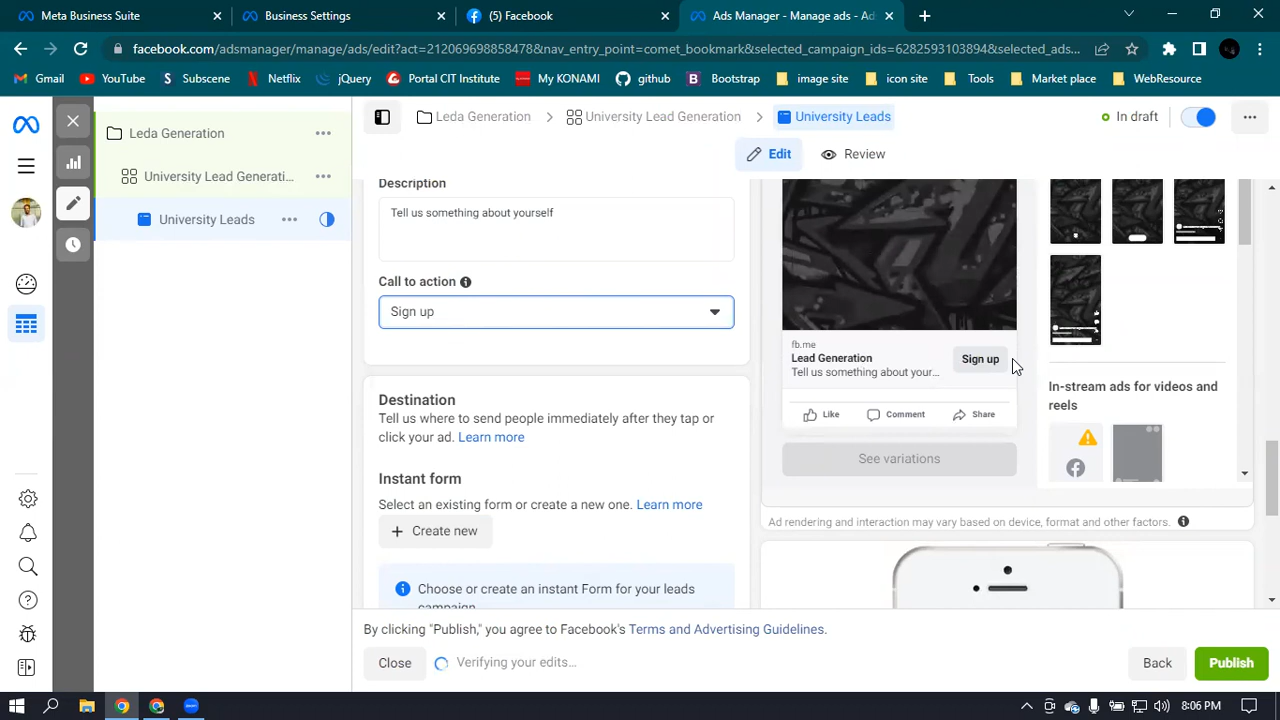 Meta Business Suite
Business Settings
(5) Facebook
Ads Manager - Manage ads - Ad
facebook.com/adsmanager/manage/ads/edit?act=212069698858478&nav_entry_point=comet_bookmark&selected_campaign_ids=62825931038894&selected_ads...
Gmail
YouTube
Subscene
Netflix
jQuery
Portal CIT Institute
My KONAMI
github
Bootstrap
image site
icon site
Tools
Market place
WebResource
Leda Generation
University Lead Generati...
University Leads
Leda Generation
University Lead Generation
University Leads
In draft
Edit
Review
Description
Tell us something about yourself
Call to action
Sign up
fb.me
Lead Generation
Tell us something about your...
Sign up
Like
Comment
Share
See variations
In-stream ads for videos and
reels
Ad rendering and interaction may vary based on device, format and other factors.
Destination
Tell us where to send people immediately after they tap or
click your ad. Learn more
Instant form
Select an existing form or create a new one. Learn more
+ Create new
Choose or create an instant Form for your leads
campaign.
By clicking "Publish," you agree to Facebook's Terms and Advertising Guidelines.
Close
Verifying your edits...
Back
Publish
8:06 PM